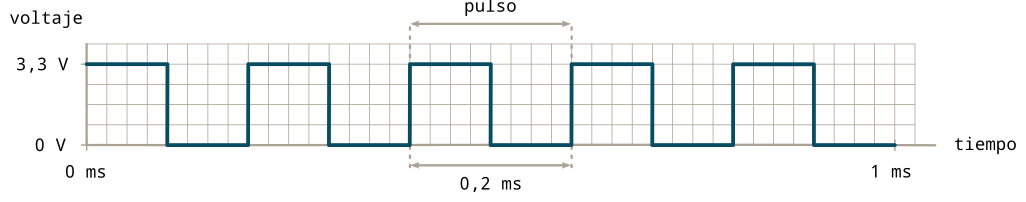 pulso
voltaje
3,3 V
0 V
tiempo
0 ms
1 ms
0,2 ms